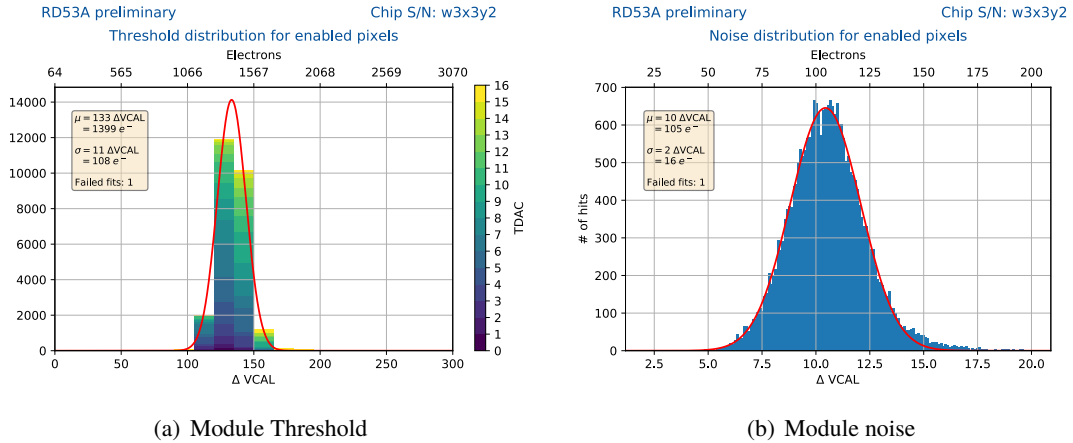 RD53A preliminary Chip S/N: w3x3y2
Threshold distribution for enabled pixels
Electrons
64 565 1066 1567 2068 2569 3070
μ = 133 ΔVCAL
= 1399 e⁻
σ = 11 ΔVCAL
= 108 e⁻
Failed fits: 1
14000
12000
10000
8000
6000
4000
2000
0
0 50 100 150 200 250 300
Δ VCAL
16
15
14
13
12
11
10
9
8
7
6
5
4
3
2
1
0
TDAC
(a) Module Threshold
RD53A preliminary Chip S/N: w3x3y2
Noise distribution for enabled pixels
Electrons
25 50 75 100 125 150 175 200
μ = 10 ΔVCAL
= 105 e⁻
σ = 2 ΔVCAL
= 16 e⁻
Failed fits: 1
# of hits
700
600
500
400
300
200
100
0
2.5 5.0 7.5 10.0 12.5 15.0 17.5 20.0
Δ VCAL
(b) Module noise